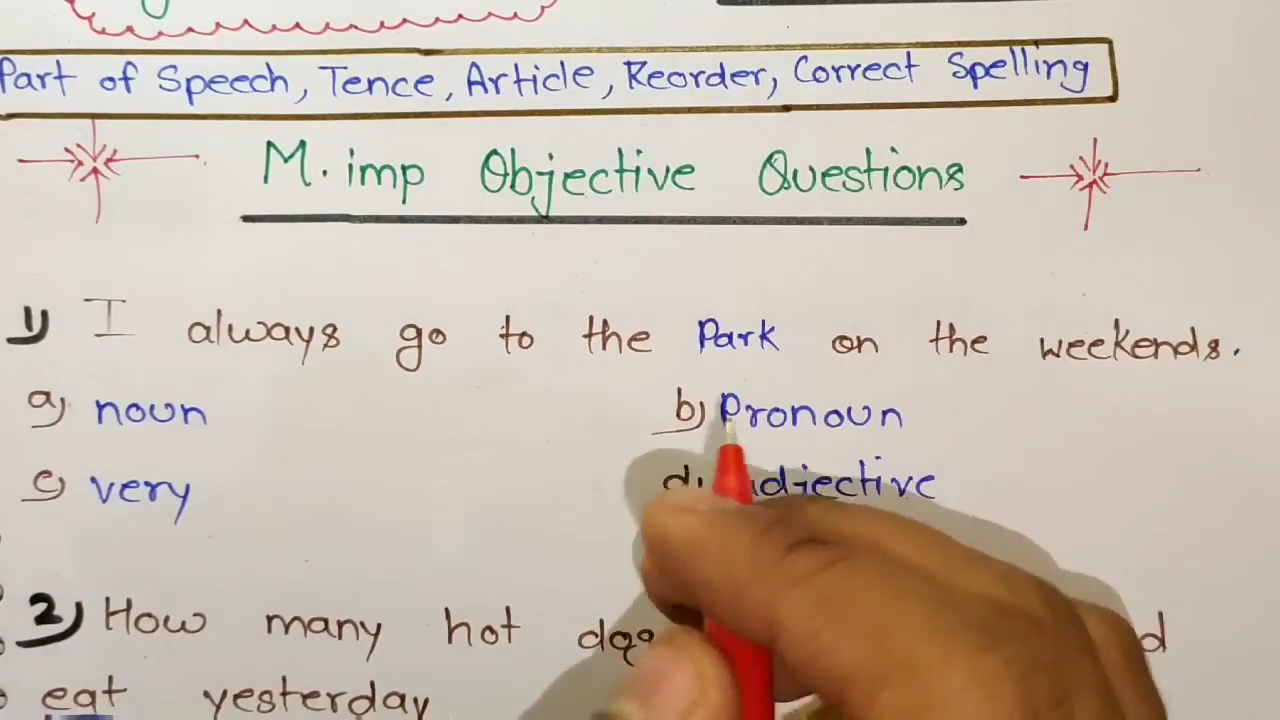 Part of Speech, Tence, Article, Reorder, Correct Spelling
M. imp Objective Questions
1) I always go to the Park on the weekends.
a) noun b) Pronoun
c) very d) adjective
2) How many hot
eat yesterday